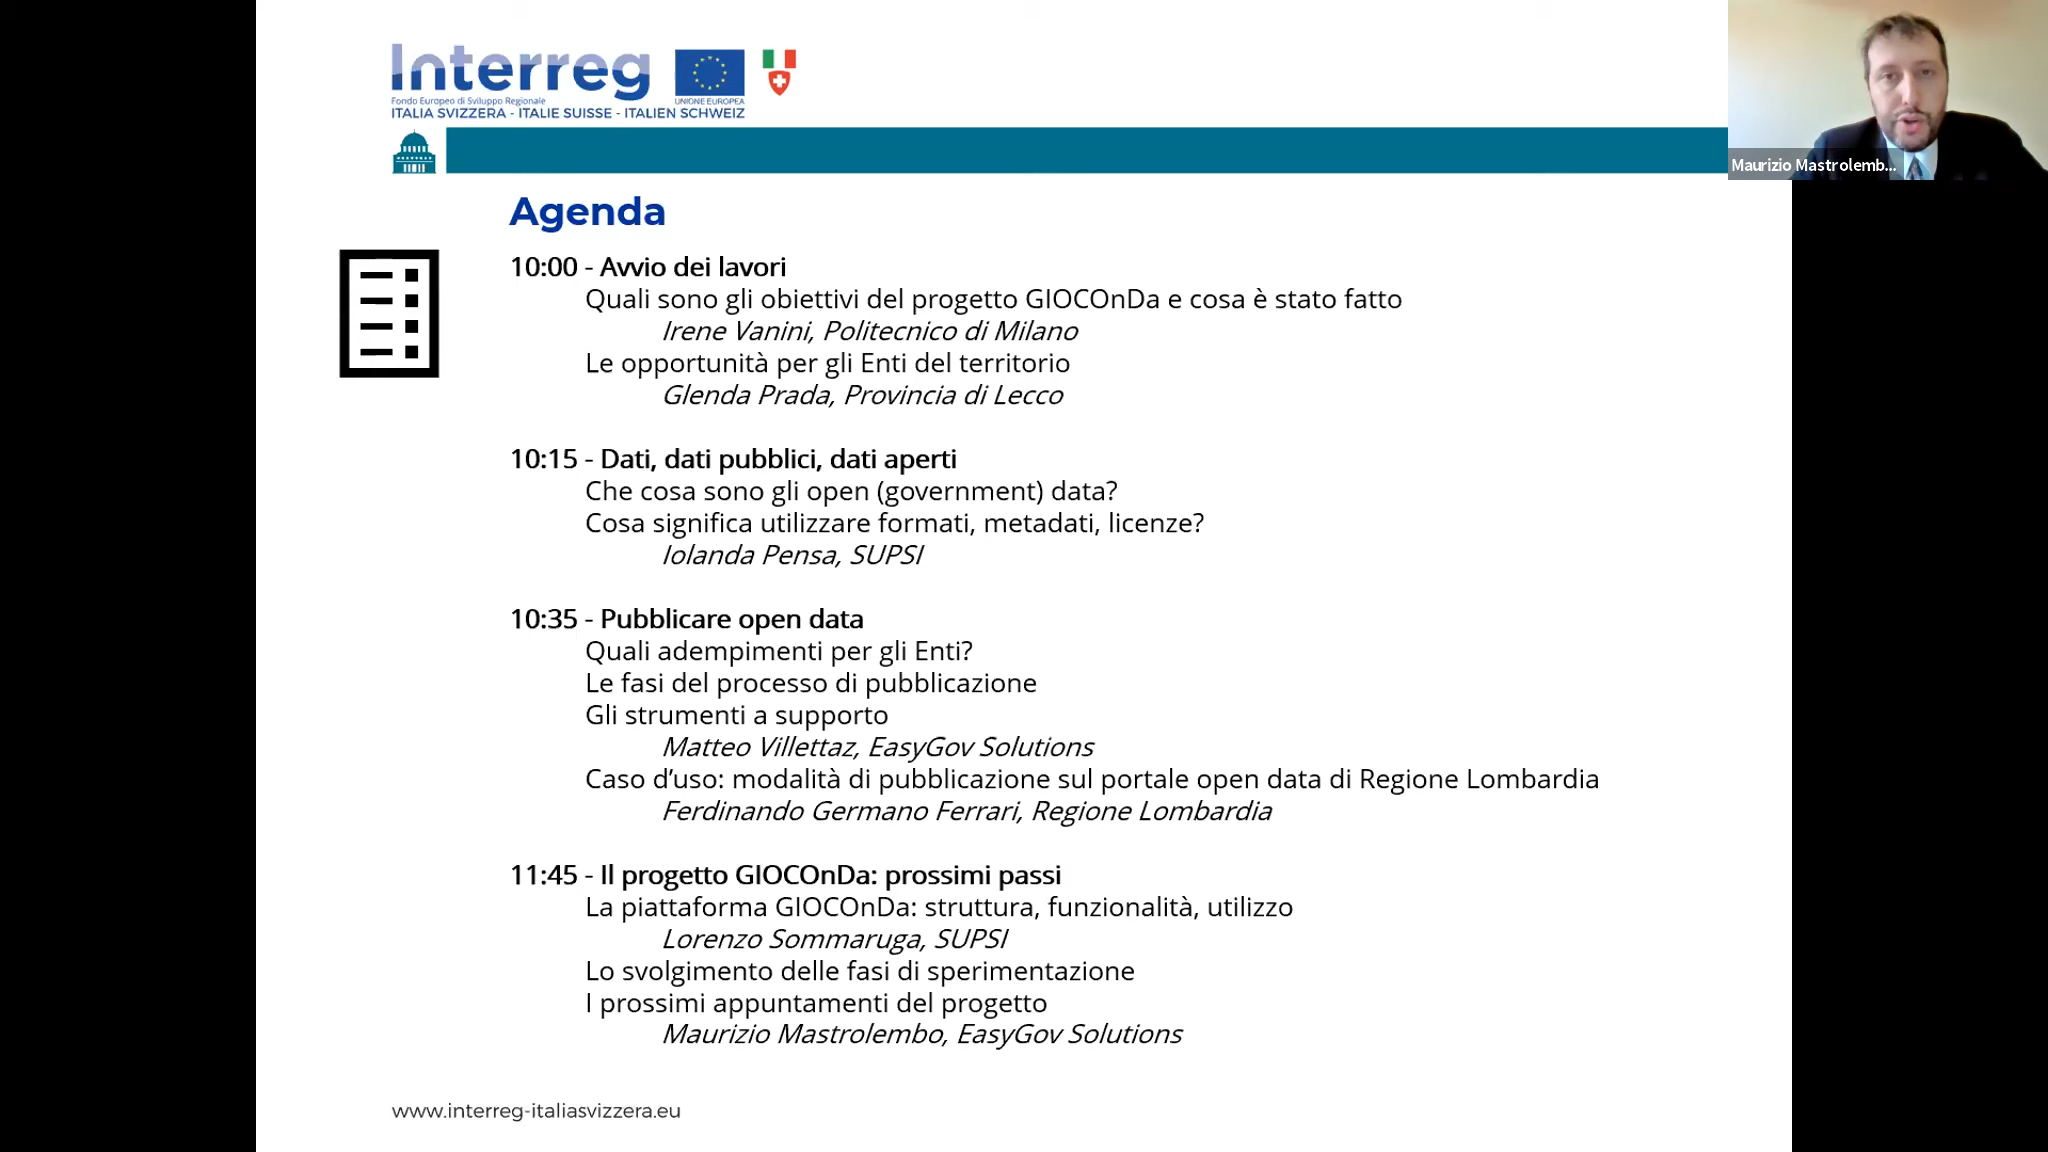 Interreg
Fondo Europeo di Sviluppo Regionale
UNIONE EUROPEA
ITALIA SVIZZERA - ITALIE SUISSE - ITALIEN SCHWEIZ
Maurizio Mastrolemb...
Agenda
10:00 - Avvio dei lavori
Quali sono gli obiettivi del progetto GIOCOnDa e cosa è stato fatto
Irene Vanini, Politecnico di Milano
Le opportunità per gli Enti del territorio
Glenda Prada, Provincia di Lecco
10:15 - Dati, dati pubblici, dati aperti
Che cosa sono gli open (government) data?
Cosa significa utilizzare formati, metadati, licenze?
Iolanda Pensa, SUPSI
10:35 - Pubblicare open data
Quali adempimenti per gli Enti?
Le fasi del processo di pubblicazione
Gli strumenti a supporto
Matteo Villettaz, EasyGov Solutions
Caso d’uso: modalità di pubblicazione sul portale open data di Regione Lombardia
Ferdinando Germano Ferrari, Regione Lombardia
11:45 - Il progetto GIOCOnDa: prossimi passi
La piattaforma GIOCOnDa: struttura, funzionalità, utilizzo
Lorenzo Sommaruga, SUPSI
Lo svolgimento delle fasi di sperimentazione
I prossimi appuntamenti del progetto
Maurizio Mastrolembo, EasyGov Solutions
www.interreg-italiasvizzera.eu